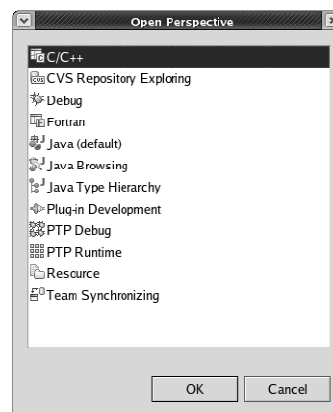 Open Perspective
C/C++
CVS Repository Exploring
Debug
Fortran
Java (default)
Java Browsing
Java Type Hierarchy
Plug-in Development
PTP Debug
PTP Runtime
Resource
Team Synchronizing
OK
Cancel